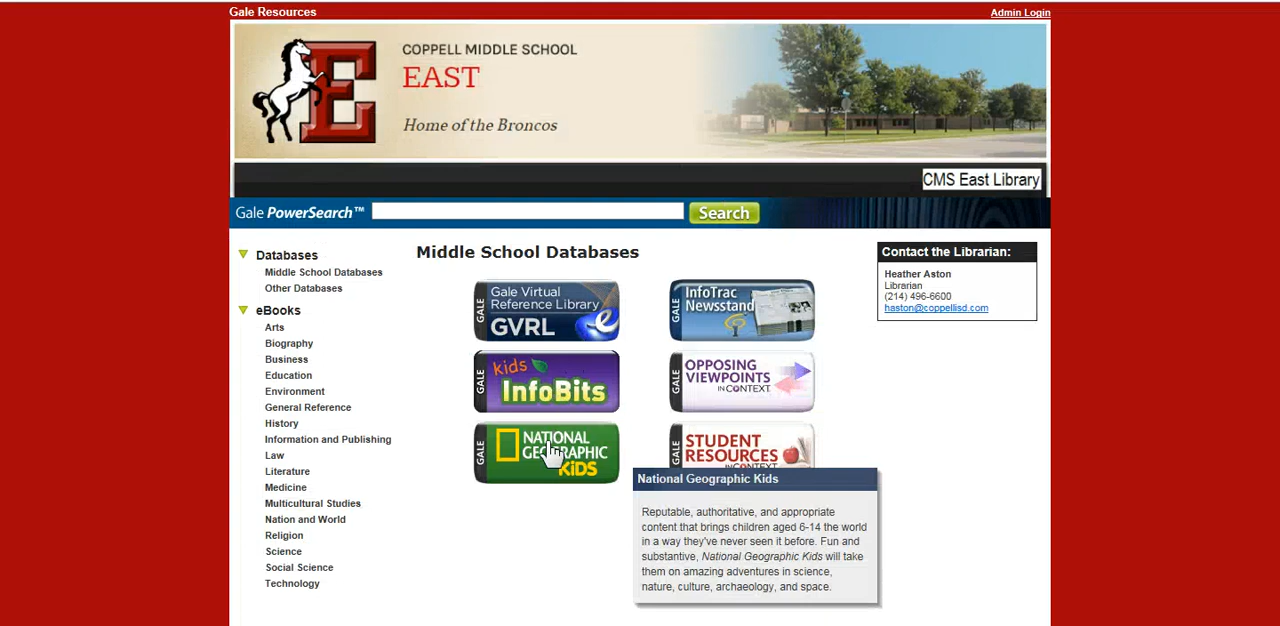 Gale Resources
Admin Login
E
COPPELL MIDDLE SCHOOL
EAST
Home of the Broncos
CMS East Library
Gale PowerSearch™
Search
Databases
Middle School Databases
Other Databases
eBooks
Arts
Biography
Business
Education
Environment
General Reference
History
Information and Publishing
Law
Literature
Medicine
Multicultural Studies
Nation and World
Religion
Science
Social Science
Technology
Middle School Databases
GALE
Gale Virtual
Reference Library
GVRL
GALE
InfoTrac
Newsstand
GALE
kids
InfoBits
GALE
OPPOSING
VIEWPOINTS
IN CONTEXT
GALE
NATIONAL
GEOGRAPHIC
KiDS
GALE
STUDENT
RESOURCES
IN CONTEXT
National Geographic Kids
Reputable, authoritative, and appropriate
content that brings children aged 6-14 the world
in a way they've never seen it before. Fun and
substantive, National Geographic Kids will take
them on amazing adventures in science,
nature, culture, archaeology, and space.
Contact the Librarian:
Heather Aston
Librarian
(214) 496-6600
haston@coppellisd.com